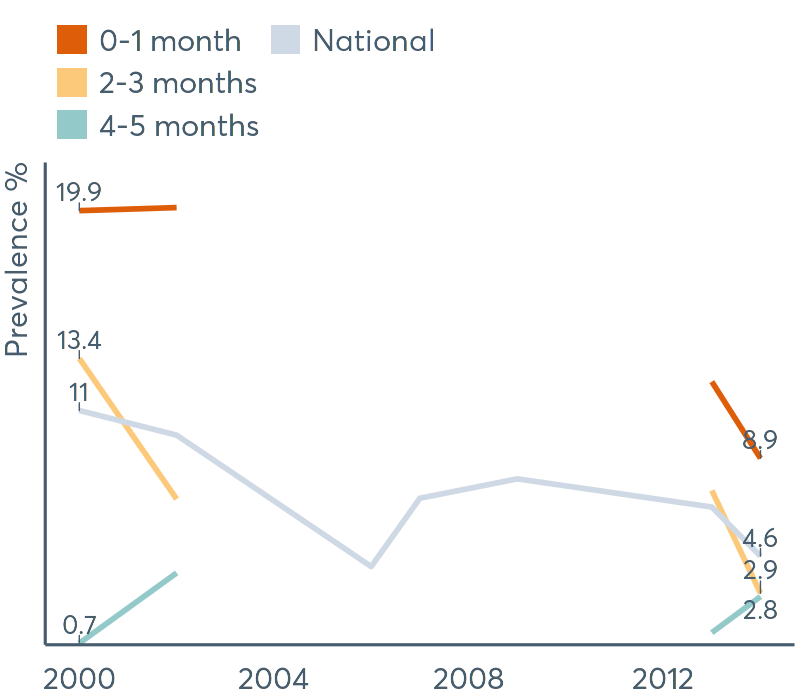 0-1 month National
2-3 months
4-5 months
Prevalence %
19.9
13.4
11
8.9
4.6
2.9
2.8
0.7
2000 2004 2008 2012